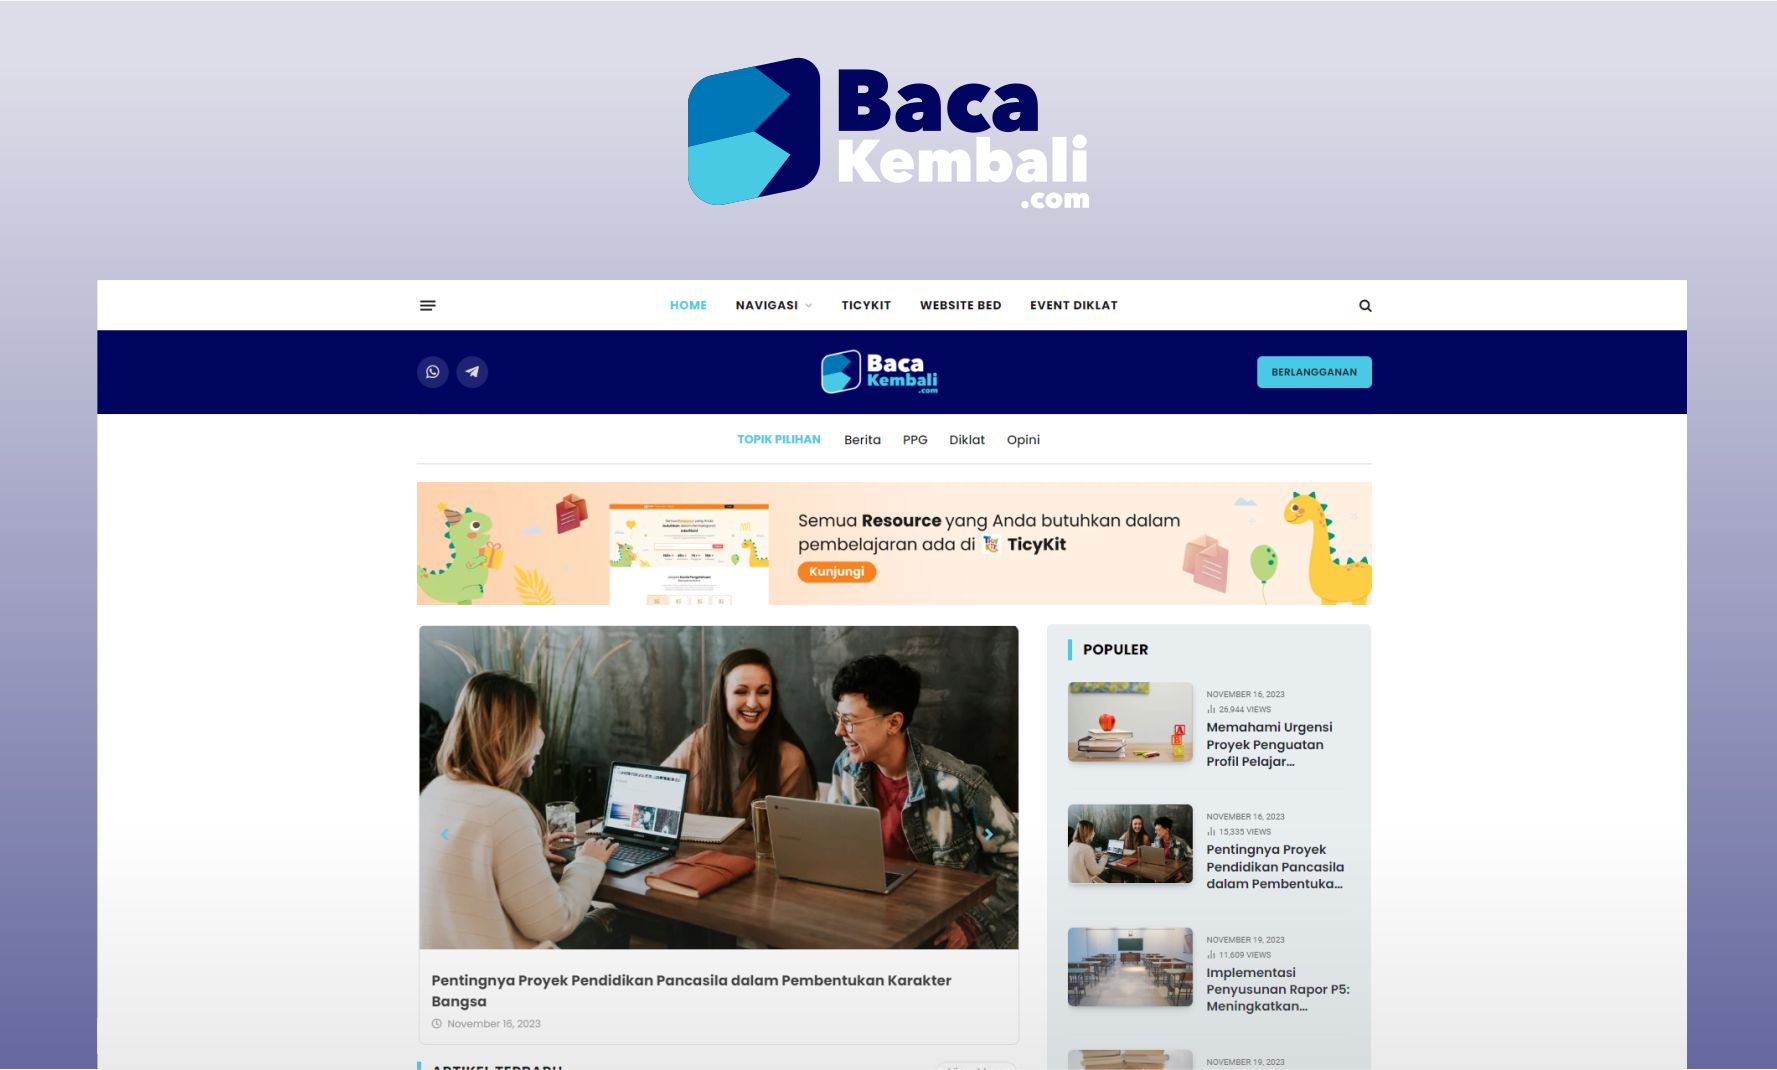 Baca
Kembali
.com
HOME NAVIGASI TICYKIT WEBSITE BED EVENT DIKLAT
Baca
Kembali
.com
BERLANGGANAN
TOPIK PILIHAN Berita PPG Diklat Opini
Semua Resource yang Anda butuhkan dalam
pembelajaran ada di TicyKit
Kunjungi
Pentingnya Proyek Pendidikan Pancasila dalam Pembentukan Karakter
Bangsa
November 16, 2023
ARTIKEL TERBARU
POPULER
NOVEMBER 16, 2023
26,944 VIEWS
Memahami Urgensi
Proyek Penguatan
Profil Pelajar...
NOVEMBER 16, 2023
15,335 VIEWS
Pentingnya Proyek
Pendidikan Pancasila
dalam Pembentuka...
NOVEMBER 19, 2023
11,609 VIEWS
Implementasi
Penyusunan Rapor P5:
Meningkatkan...
NOVEMBER 19, 2023